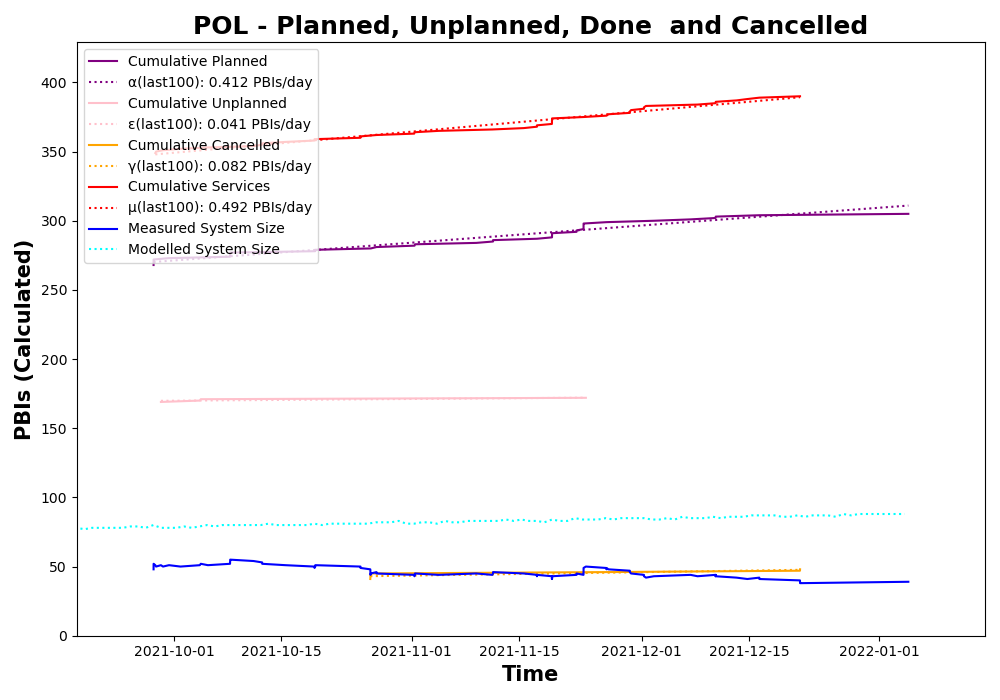 POL - Planned, Unplanned, Done  and Cancelled
Cumulative Planned
α(last100): 0.412 PBIs/day
Cumulative Unplanned
ε(last100): 0.041 PBIs/day
Cumulative Cancelled
γ(last100): 0.082 PBIs/day
Cumulative Services
μ(last100): 0.492 PBIs/day
Measured System Size
Modelled System Size
PBIs (Calculated)
400
350
300
250
200
150
100
50
0
2021-10-01 2021-10-15 2021-11-01 2021-11-15 2021-12-01 2021-12-15 2022-01-01
Time